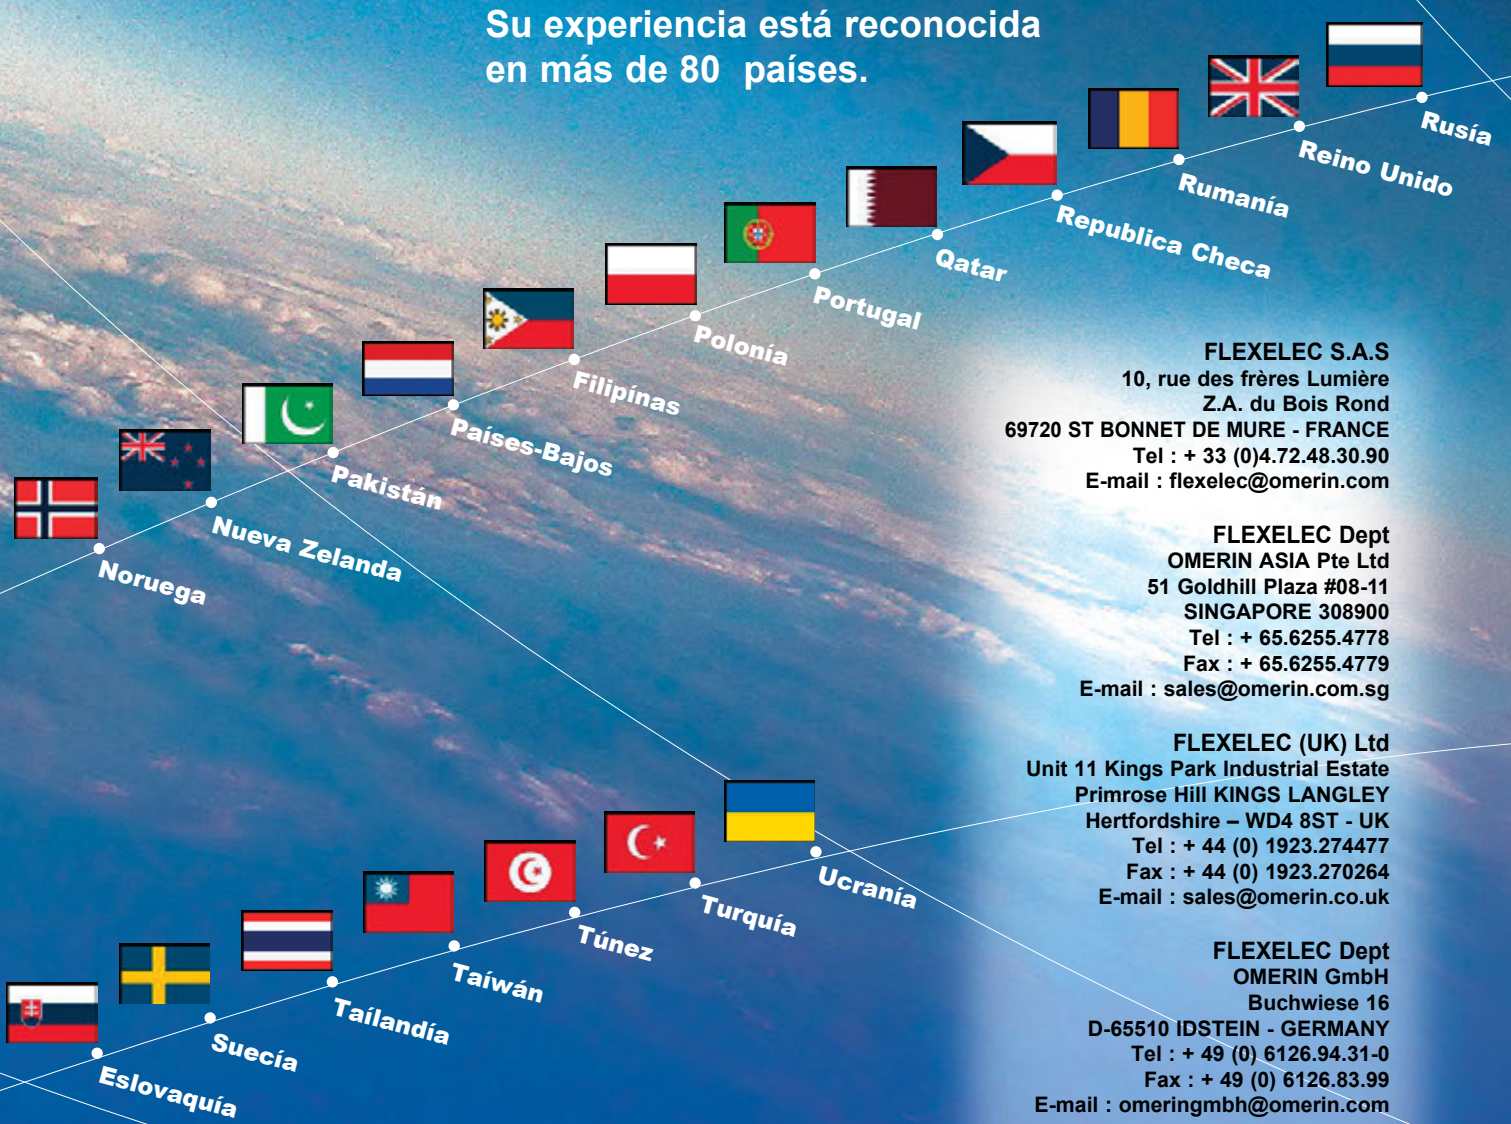 Su experiencia está reconocida
en más de 80 países.
Rusía
Reino Unido
Rumanía
Republica Checa
Qatar
Portugal
Polonía
Filipínas
Países-Bajos
Pakistán
Nueva Zelanda
Noruega
FLEXELEC S.A.S
10, rue des frères Lumière
Z.A. du Bois Rond
69720 ST BONNET DE MURE - FRANCE
Tel : + 33 (0)4.72.48.30.90
E-mail : flexelec@omerin.com
FLEXELEC Dept
OMERIN ASIA Pte Ltd
51 Goldhill Plaza #08-11
SINGAPORE 308900
Tel : + 65.6255.4778
Fax : + 65.6255.4779
E-mail : sales@omerin.com.sg
FLEXELEC (UK) Ltd
Unit 11 Kings Park Industrial Estate
Primrose Hill KINGS LANGLEY
Hertfordshire – WD4 8ST - UK
Tel : + 44 (0) 1923.274477
Fax : + 44 (0) 1923.270264
E-mail : sales@omerin.co.uk
FLEXELEC Dept
OMERIN GmbH
Buchwiese 16
D-65510 IDSTEIN - GERMANY
Tel : + 49 (0) 6126.94.31-0
Fax : + 49 (0) 6126.83.99
E-mail : omeringmbh@omerin.com
Ucranía
Turquía
Túnez
Taíwán
Taílandía
Suecía
Eslovaquía